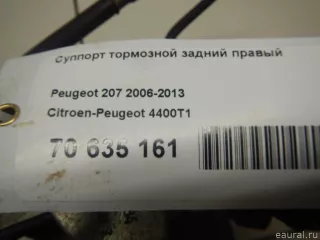 Суппорт тормозной задний правый
Peugeot 207 2006-2013
Citroen-Peugeot 4400T1
70 635 161
eaural.ru